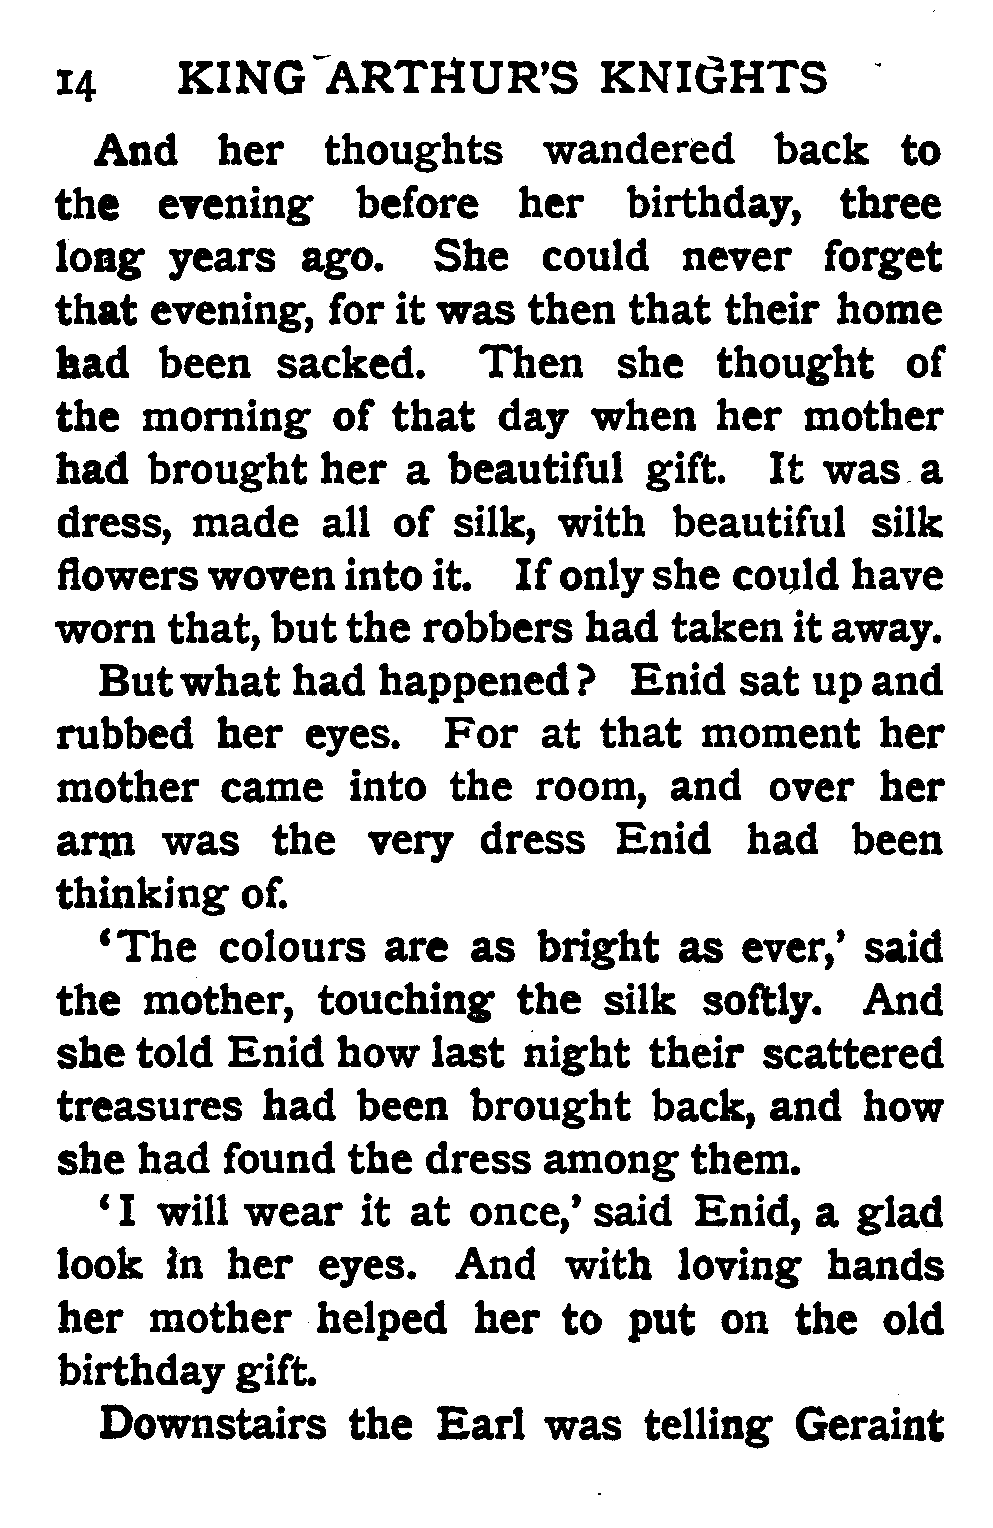 14 KING ARTHUR'S KNIGHTS
And her thoughts wandered back to
the evening before her birthday, three
long years ago. She could never forget
that evening, for it was then that their home
had been sacked. Then she thought of
the morning of that day when her mother
had brought her a beautiful gift. It was a
dress, made all of silk, with beautiful silk
flowers woven into it. If only she could have
worn that, but the robbers had taken it away.
But what had happened? Enid sat up and
rubbed her eyes. For at that moment her
mother came into the room, and over her
arm was the very dress Enid had been
thinking of.
'The colours are as bright as ever,' said
the mother, touching the silk softly. And
she told Enid how last night their scattered
treasures had been brought back, and how
she had found the dress among them.
'I will wear it at once,' said Enid, a glad
look in her eyes. And with loving hands
her mother helped her to put on the old
birthday gift.
Downstairs the Earl was telling Geraint